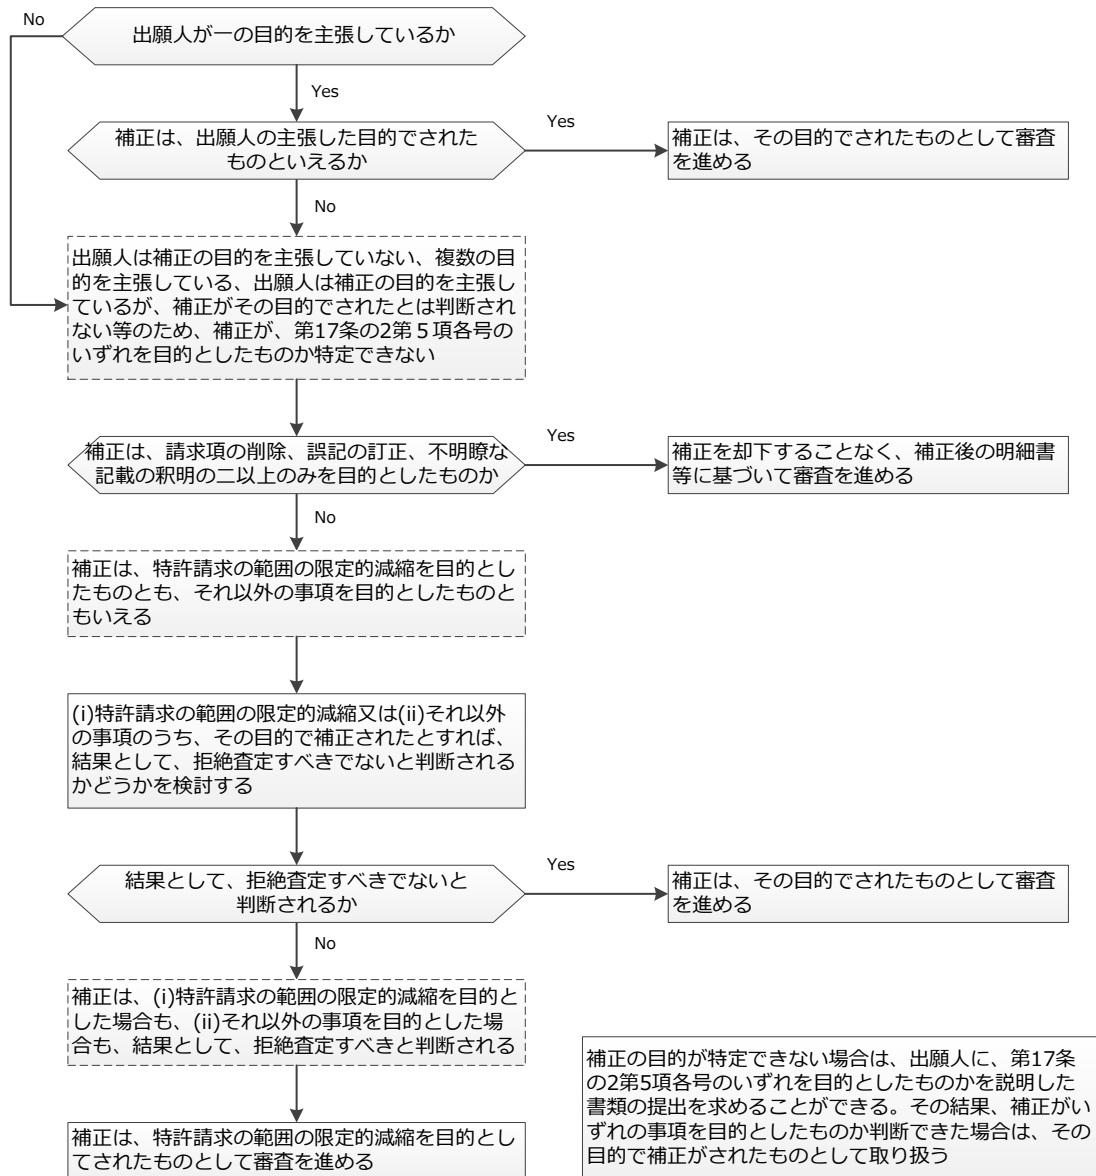 No
出願人が一の目的を主張しているか
Yes
補正は、出願人の主張した目的でされた
ものといえるか
Yes
補正は、その目的でされたものとして審査
を進める
No
出願人は補正の目的を主張していない、複数の目
的を主張している、出願人は補正の目的を主張
しているが、補正がその目的でされたとは判断され
ない等のため、補正が、第17条の2第５項各号の
いずれを目的としたものか特定できない
補正は、請求項の削除、誤記の訂正、不明瞭な
記載の釈明の二以上のみを目的としたものか
Yes
補正を却下することなく、補正後の明細書
等に基づいて審査を進める
No
補正は、特許請求の範囲の限定的減縮を目的とし
たものとも、それ以外の事項を目的としたものと
もいえる
(i)特許請求の範囲の限定的減縮又は(ii)それ以外
の事項のうち、その目的で補正されたとすれば、
結果として、拒絶査定すべきでないと判断される
かどうかを検討する
結果として、拒絶査定すべきでないと
判断されるか
Yes
補正は、その目的でされたものとして審査
を進める
No
補正は、(i)特許請求の範囲の限定的減縮を目的と
した場合も、(ii)それ以外の事項を目的とした場
合も、結果として、拒絶査定すべきと判断される
補正は、特許請求の範囲の限定的減縮を目的とし
てされたものとして審査を進める
補正の目的が特定できない場合は、出願人に、第17条
の2第5項各号のいずれを目的としたものかを説明した
書類の提出を求めることができる。その結果、補正がい
ずれの事項を目的としたものか判断できた場合は、その
目的で補正がされたものとして取り扱う